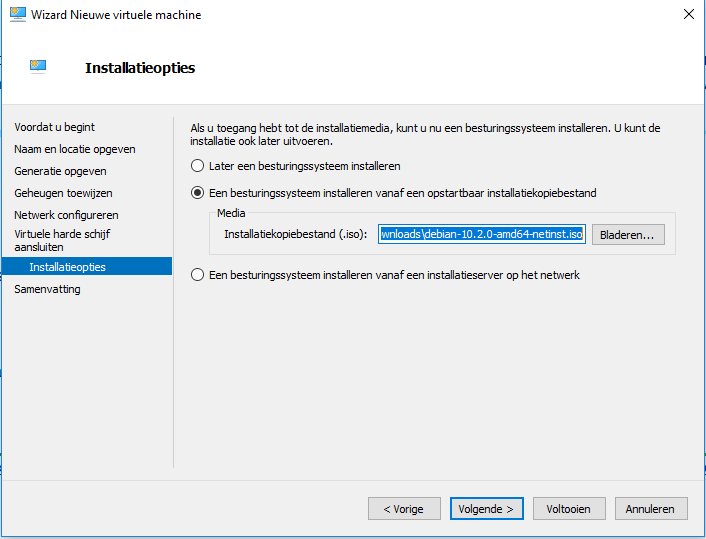 Wizard Nieuwe virtuele machine
Installatieopties
Voordat u begint
Naam en locatie opgeven
Generatie opgeven
Geheugen toewijzen
Netwerk configureren
Virtuele harde schijf
aansluiten
Installatieopties
Samenvatting
Als u toegang hebt tot de installatiemedia, kunt u nu een besturingssysteem installeren. U kunt de
installatie ook later uitvoeren.
Later een besturingssysteem installeren
Een besturingssysteem installeren vanaf een opstartbaar installatiekopiebestand
Media
Installatiekopiebestand (.iso): wnloads\debian-10.2.0-amd64-netinst.iso Bladeren...
Een besturingssysteem installeren vanaf een installatieserver op het netwerk
< Vorige Volgende > Voltooien Annuleren